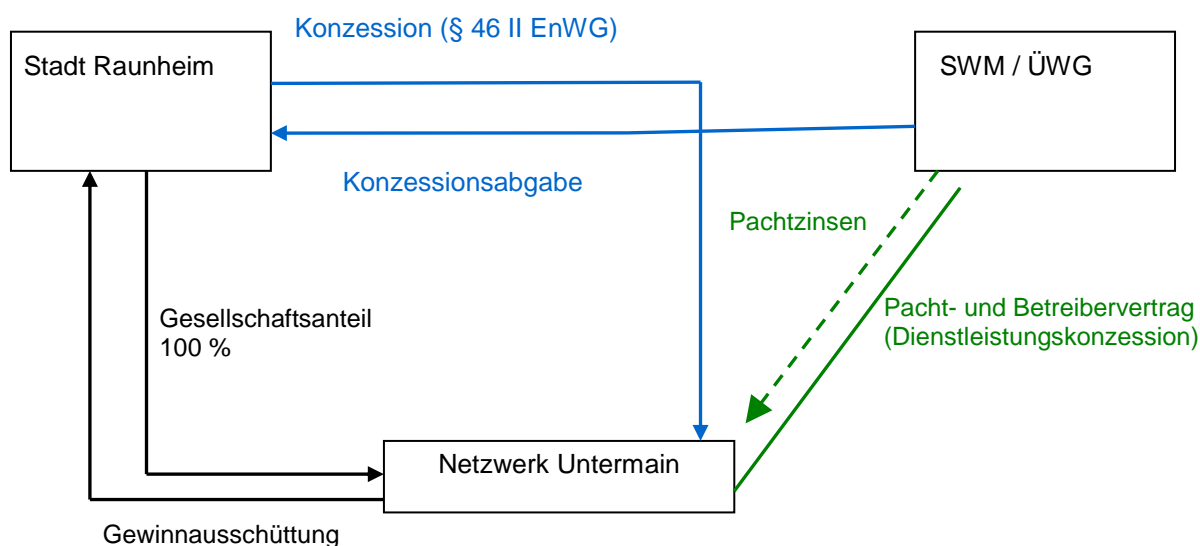 Konzession (§ 46 II EnWG)
Stadt Raunheim
SWM / ÜWG
Konzessionsabgabe
Pachtzinsen
Gesellschaftsanteil
100 %
Pacht- und Betreibervertrag
(Dienstleistungskonzession)
Netzwerk Untermain
Gewinnausschüttung